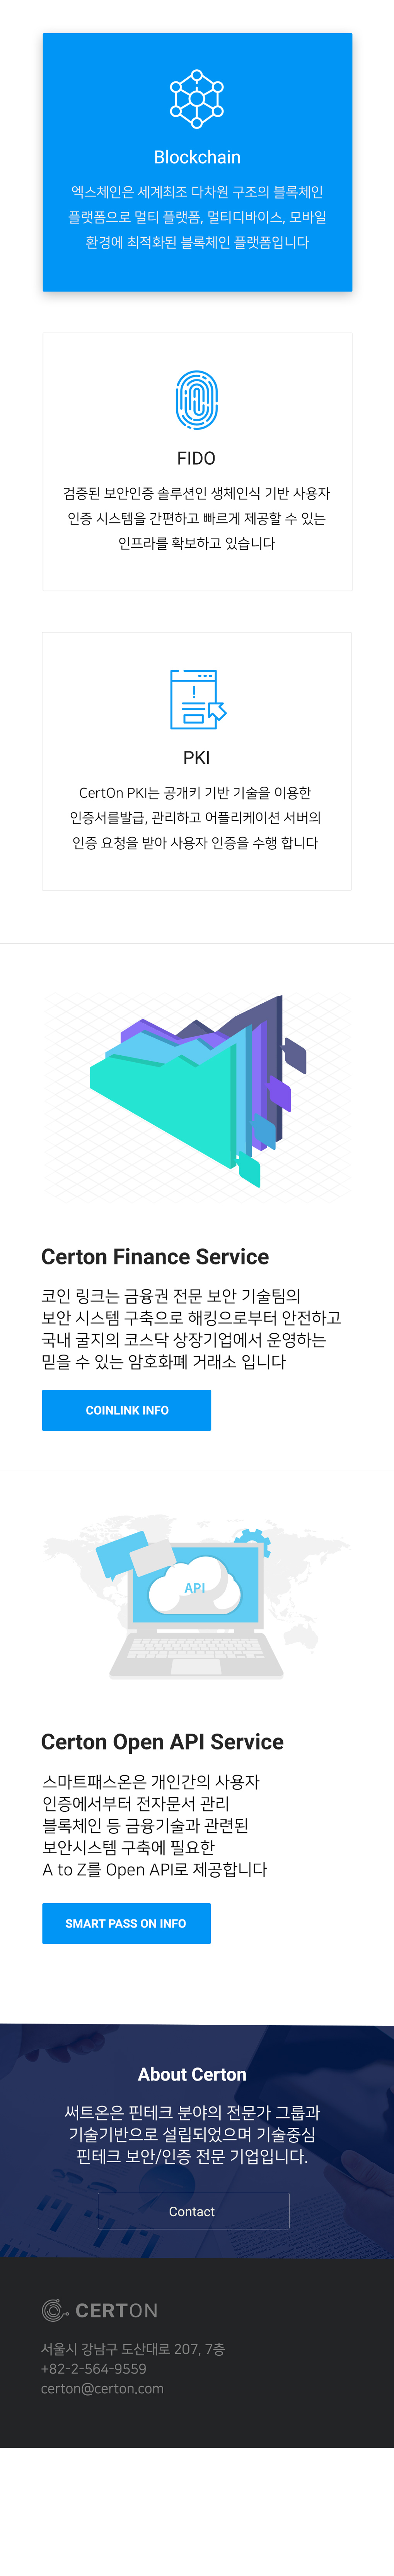 Blockchain
엑스체인은 세계최조 다차원 구조의 블록체인
플랫폼으로 멀티 플랫폼, 멀티디바이스, 모바일
환경에 최적화된 블록체인 플랫폼입니다
FIDO
검증된 보안인증 솔루션인 생체인식 기반 사용자
인증 시스템을 간편하고 빠르게 제공할 수 있는
인프라를 확보하고 있습니다
PKI
CertOn PKI는 공개키 기반 기술을 이용한
인증서를발급, 관리하고 어플리케이션 서버의
인증 요청을 받아 사용자 인증을 수행 합니다
Certon Finance Service
코인 링크는 금융권 전문 보안 기술팀의
보안 시스템 구축으로 해킹으로부터 안전하고
국내 굴지의 코스닥 상장기업에서 운영하는
믿을 수 있는 암호화폐 거래소 입니다
COINLINK INFO
API
Certon Open API Service
스마트패스온은 개인간의 사용자
인증에서부터 전자문서 관리
블록체인 등 금융기술과 관련된
보안시스템 구축에 필요한
A to Z를 Open API로 제공합니다
SMART PASS ON INFO
About Certon
써트온은 핀테크 분야의 전문가 그룹과
기술기반으로 설립되었으며 기술중심
핀테크 보안/인증 전문 기업입니다.
Contact
CERTON
서울시 강남구 도산대로 207, 7층
+82-2-564-9559
certon@certon.com